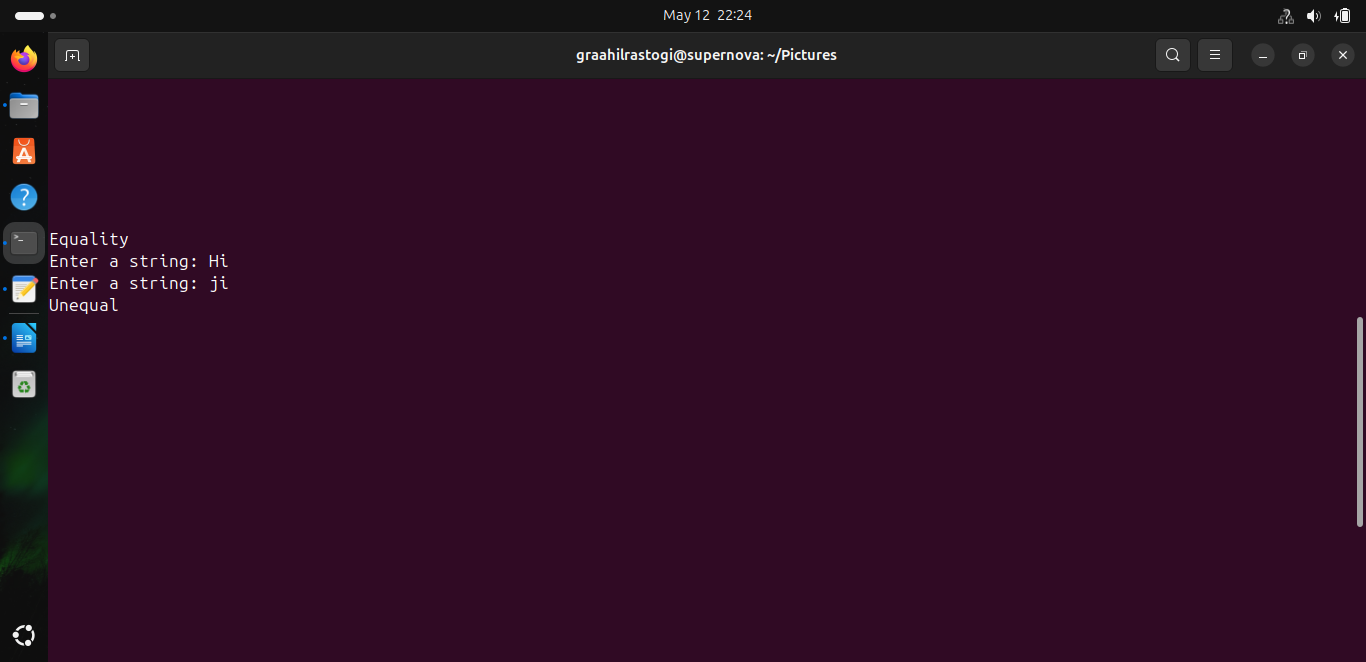 May 12 22:24
graahilrastogi@supernova: ~/Pictures
Equality
Enter a string: Hi
Enter a string: ji
Unequal